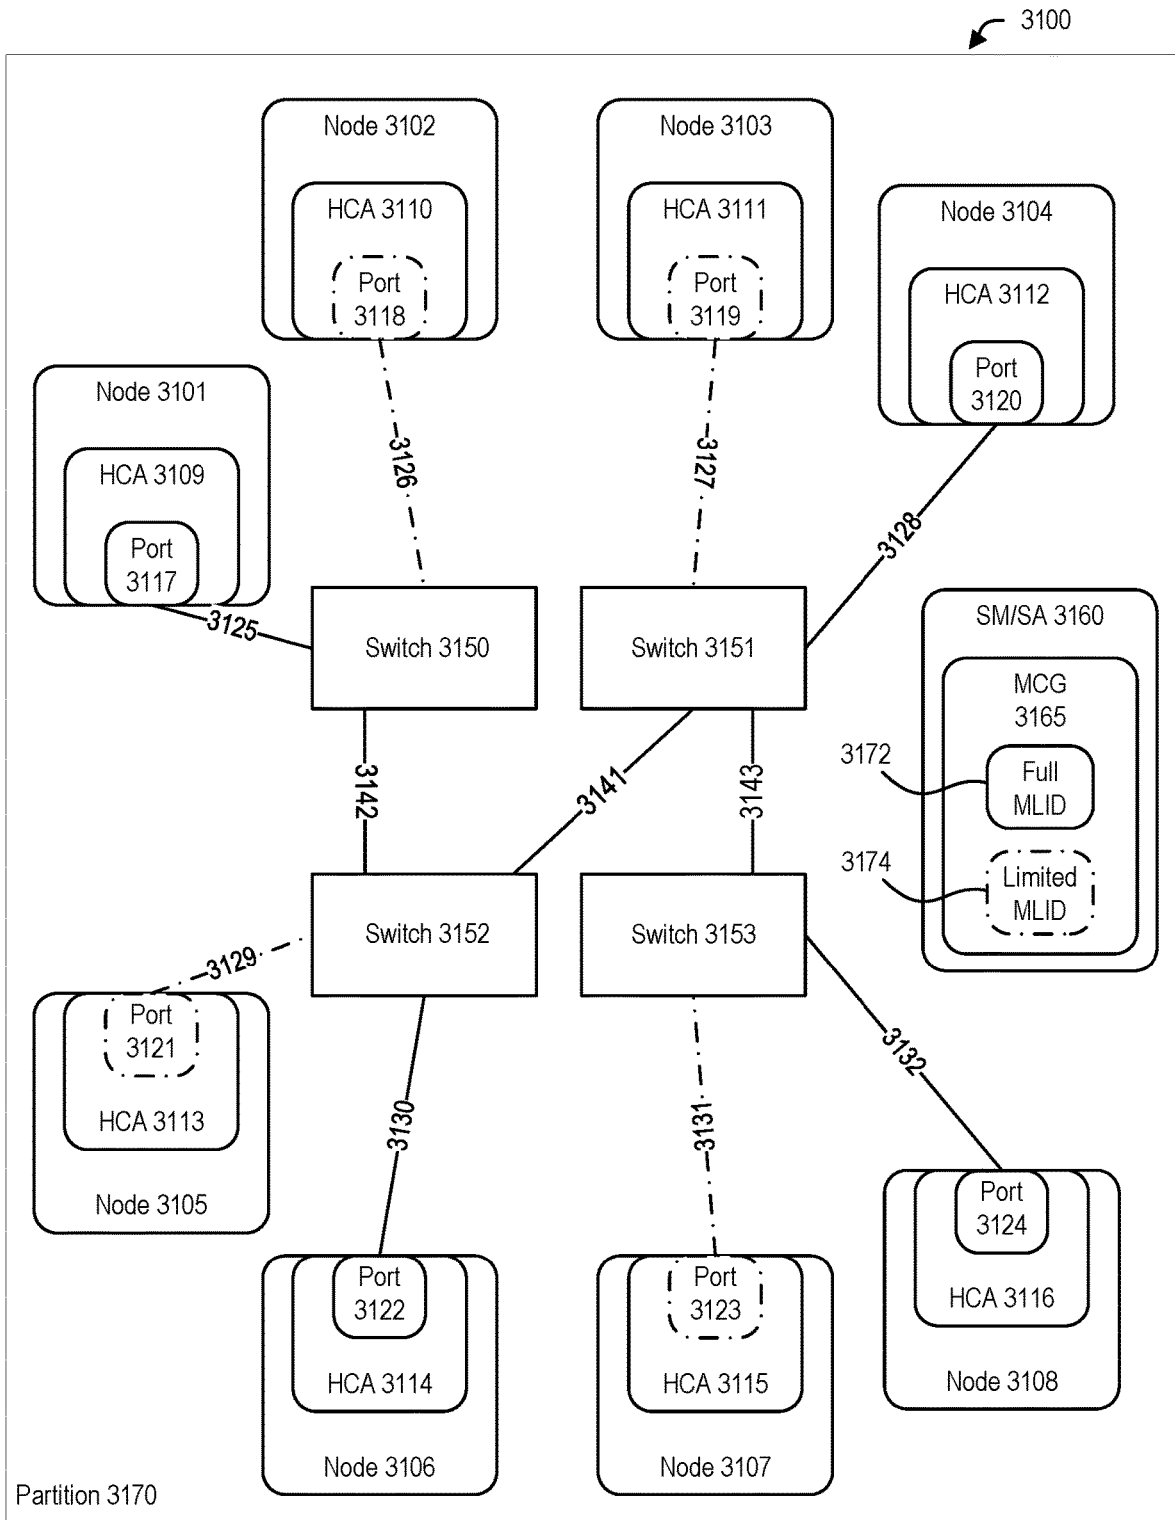 3100
Node 3102
HCA 3110
Port
3118
Node 3103
HCA 3111
Port
3119
Node 3104
HCA 3112
Port
3120
Node 3101
HCA 3109
Port
3117
3126
3127
3128
3125
Switch 3150
Switch 3151
SM/SA 3160
MCG
3165
3172
Full
MLID
3174
Limited
MLID
3142
3141
3143
Switch 3152
Switch 3153
3129
Port
3121
HCA 3113
Node 3105
3130
3131
3132
Port
3122
HCA 3114
Node 3106
Port
3123
HCA 3115
Node 3107
Port
3124
HCA 3116
Node 3108
Partition 3170